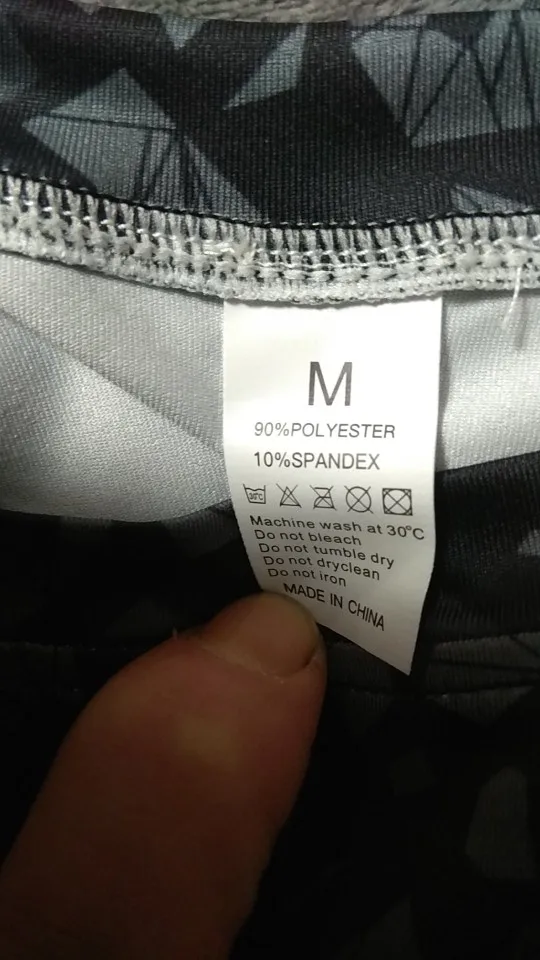 M
90%POLYESTER
10%SPANDEX
30°C
Machine wash at 30°C
Do not bleach
Do not tumble dry
Do not dryclean
Do not iron
MADE IN CHINA